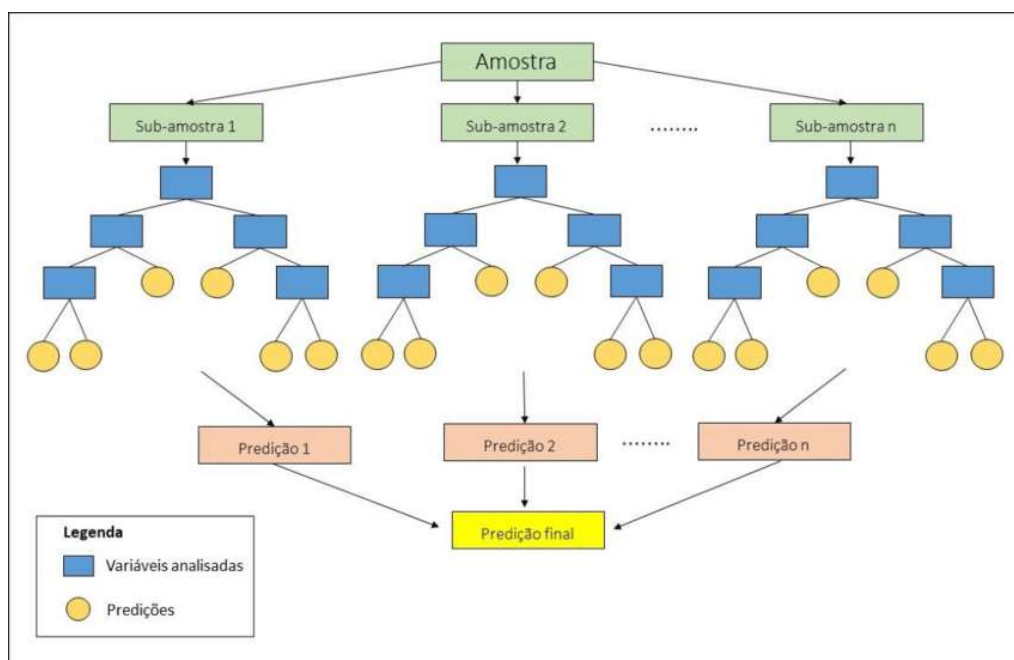 Amostra
Sub-amostra 1
Sub-amostra 2
........
Sub-amostra n
Predição 1
Predição 2
........
Predição n
Predição final
Legenda
Variáveis analisadas
Predições